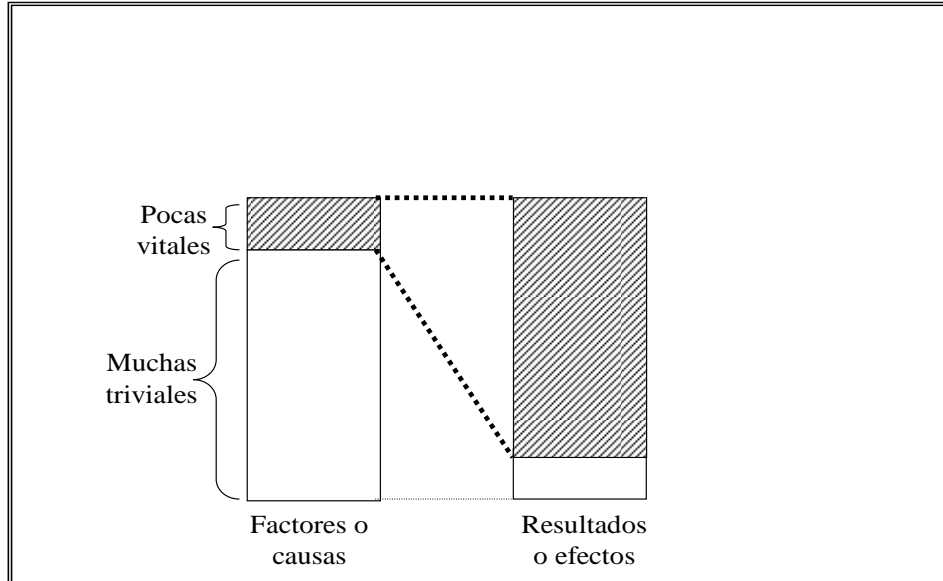 Pocas
vitales
Muchas
triviales
Factores o
causas
Resultados
o efectos